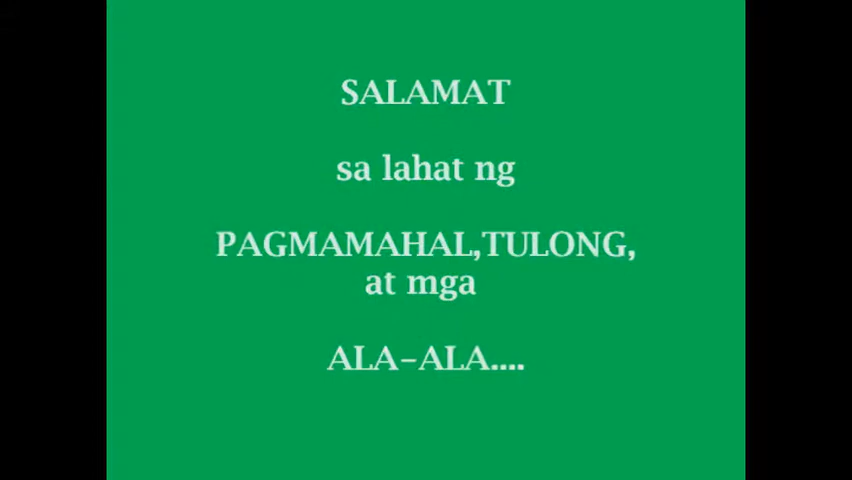 SALAMAT
sa lahat ng
PAGMAMAHAL,TULONG,
at mga
ALA-ALA....